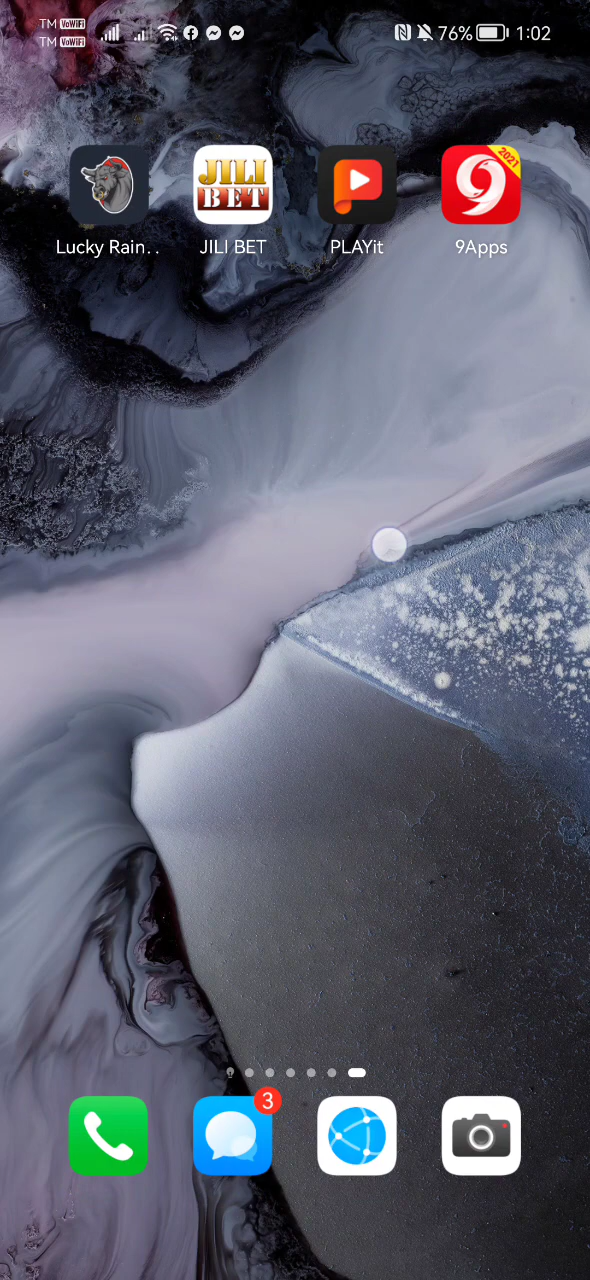 TM VoWiFi
TM VoWiFi
76% 1:02
2021
JILI
BET
Lucky Rain..
JILI BET
PLAYit
9Apps
3